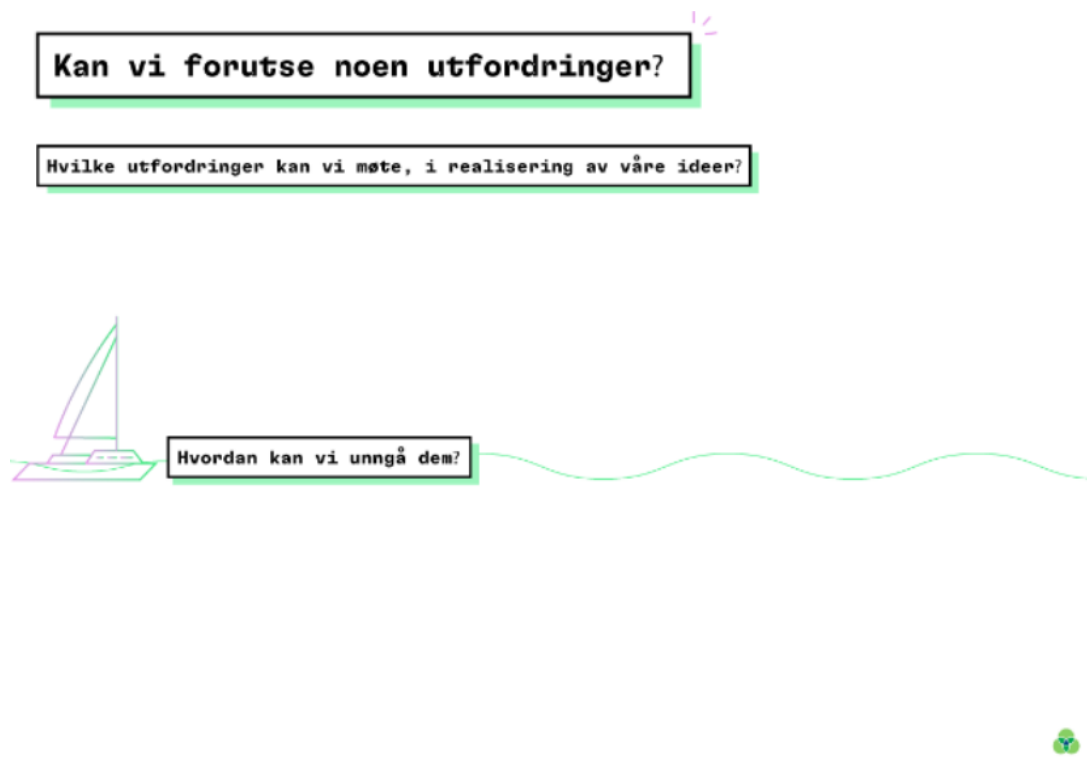 Kan vi forutse noen utfordringer?
Hvilke utfordringer kan vi møte, i realisering av våre ideer?
Hvordan kan vi unngå dem?